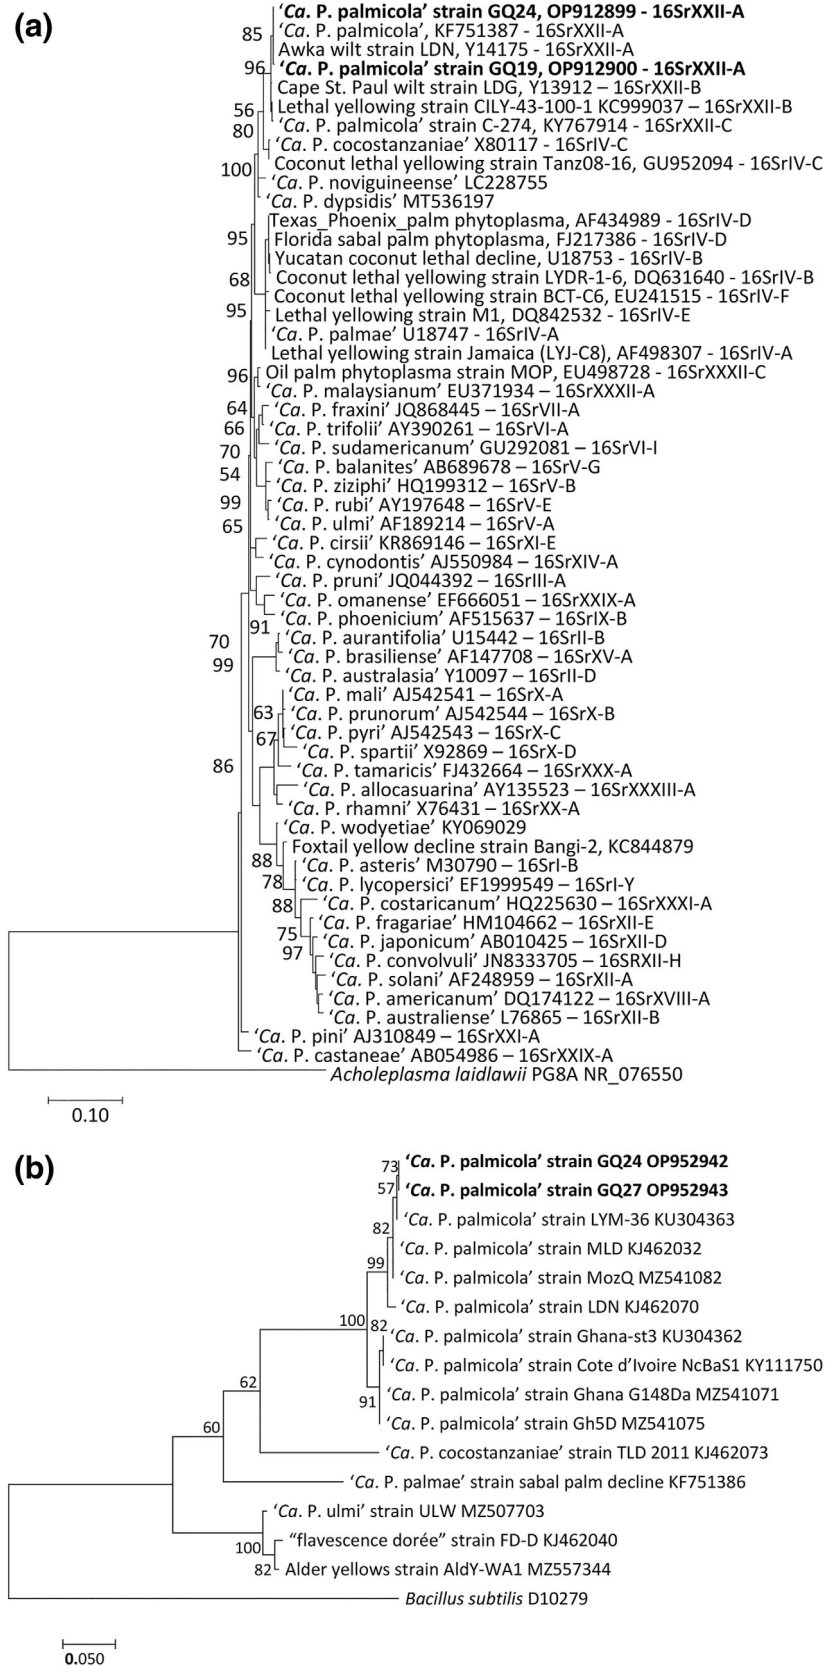 (a)
‘Ca. P. palmicola’ strain GQ24, OP912899 - 16SrXXII-A
85
‘Ca. P. palmicola’, KF751387 - 16SrXXII-A
Awka wilt strain LDN, Y14175 - 16SrXXII-A
96
‘Ca. P. palmicola’ strain GQ19, OP912900 - 16SrXXII-A
Cape St. Paul wilt strain LDG, Y13912 – 16SrXXII-B
56
Lethal yellowing strain CILY-43-100-1 KC999037 – 16SrXXII-B
80
‘Ca. P. palmicola’ strain C-274, KY767914 - 16SrXXII-C
‘Ca. P. cocostanzaniae’ X80117 - 16SrIV-C
100
Coconut lethal yellowing strain Tanz08-16, GU952094 - 16SrIV-C
‘Ca. P. noviguineense’ LC228755
‘Ca. P. dypsidis’ MT536197
Texas_Phoenix_palm phytoplasma, AF434989 - 16SrIV-D
95
Florida sabal palm phytoplasma, FJ217386 - 16SrIV-D
Yucatan coconut lethal decline, U18753 – 16SrIV-B
68
Coconut lethal yellowing strain LYDR-1-6, DQ631640 - 16SrIV-B
Coconut lethal yellowing strain BCT-C6, EU241515 - 16SrIV-F
95
Lethal yellowing strain M1, DQ842532 - 16SrIV-E
‘Ca. P. palmae’ U18747 - 16SrIV-A
Lethal yellowing strain Jamaica (LYJ-C8), AF498307 - 16SrIV-A
96
Oil palm phytoplasma strain MOP, EU498728 - 16SrXXXII-C
‘Ca. P. malaysianum’ EU371934 – 16SrXXXII-A
64
‘Ca. P. fraxini’ JQ868445 – 16SrVII-A
66
‘Ca. P. trifolii’ AY390261 – 16SrVI-A
70
‘Ca. P. sudamericanum’ GU292081 – 16SrVI-I
54
‘Ca. P. balanites’ AB689678 – 16SrV-G
‘Ca. P. ziziphi’ HQ199312 – 16SrV-B
99
‘Ca. P. rubi’ AY197648 – 16SrV-E
65
‘Ca. P. ulmi’ AF189214 – 16SrV-A
‘Ca. P. cirsii’ KR869146 – 16SrXI-E
‘Ca. P. cynodontis’ AJ550984 – 16SrXIV-A
‘Ca. P. pruni’ JQ044392 – 16SrIII-A
‘Ca. P. omanense’ EF666051 – 16SrXXIX-A
‘Ca. P. phoenicium’ AF515637 – 16SrIX-B
91
70
‘Ca. P. aurantifolia’ U15442 – 16SrII-B
99
‘Ca. P. brasiliense’ AF147708 – 16SrXV-A
‘Ca. P. australasia’ Y10097 – 16SrII-D
‘Ca. P. mali’ AJ542541 – 16SrX-A
63
‘Ca. P. prunorum’ AJ542544 – 16SrX-B
67
‘Ca. P. pyri’ AJ542543 – 16SrX-C
‘Ca. P. spartii’ X92869 – 16SrX-D
86
‘Ca. P. tamaricis’ FJ432664 – 16SrXXX-A
‘Ca. P. allocasuarina’ AY135523 – 16SrXXXIII-A
‘Ca. P. rhamni’ X76431 – 16SrXX-A
‘Ca. P. wodyetiae’ KY069029
Foxtail yellow decline strain Bangi-2, KC844879
88
‘Ca. P. asteris’ M30790 – 16SrI-B
78
‘Ca. P. lycopersici’ EF1999549 – 16SrI-Y
88
‘Ca. P. costaricanum’ HQ225630 – 16SrXXXI-A
‘Ca. P. fragariae’ HM104662 – 16SrXII-E
75
‘Ca. P. japonicum’ AB010425 – 16SrXII-D
97
‘Ca. P. convolvuli’ JN8333705 – 16SRXII-H
‘Ca. P. solani’ AF248959 – 16SrXII-A
‘Ca. P. americanum’ DQ174122 – 16SrXVIII-A
‘Ca. P. australiense’ L76865 – 16SrXII-B
‘Ca. P. pini’ AJ310849 – 16SrXXI-A
‘Ca. P. castaneae’ AB054986 – 16SrXXIX-A
Acholeplasma laidlawii PG8A NR_076550
0.10
(b)
73
‘Ca. P. palmicola’ strain GQ24 OP952942
57
‘Ca. P. palmicola’ strain GQ27 OP952943
‘Ca. P. palmicola’ strain LYM-36 KU304363
82
‘Ca. P. palmicola’ strain MLD KJ462032
99
‘Ca. P. palmicola’ strain MozQ MZ541082
‘Ca. P. palmicola’ strain LDN KJ462070
100
82
‘Ca. P. palmicola’ strain Ghana-st3 KU304362
‘Ca. P. palmicola’ strain Cote d’Ivoire NcBaS1 KY111750
62
‘Ca. P. palmicola’ strain Ghana G148Da MZ541071
91
‘Ca. P. palmicola’ strain Gh5D MZ541075
60
‘Ca. P. cocostanzaniae’ strain TLD 2011 KJ462073
‘Ca. P. palmae’ strain sabal palm decline KF751386
‘Ca. P. ulmi’ strain ULW MZ507703
“flavescence dorée” strain FD-D KJ462040
100
82
Alder yellows strain AldY-WA1 MZ557344
Bacillus subtilis D10279
0.050